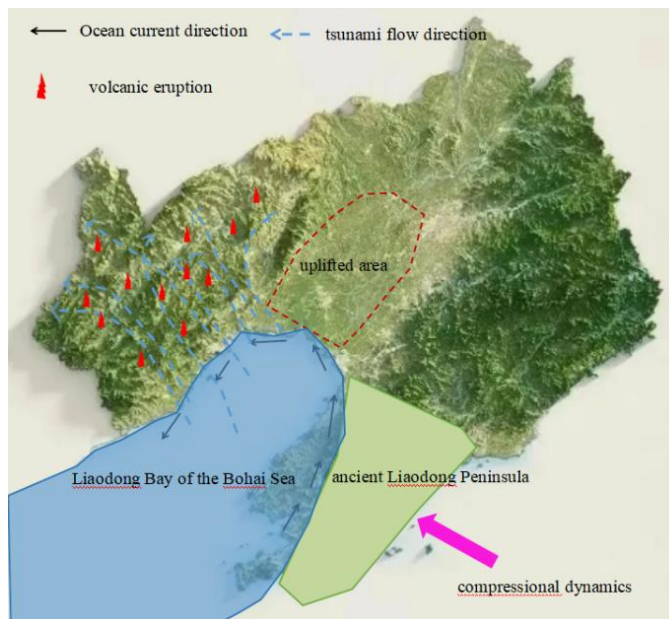 Ocean current direction
tsunami flow direction
volcanic eruption
uplifted area
Liaodong Bay of the Bohai Sea
ancient Liaodong Peninsula
compressional dynamics